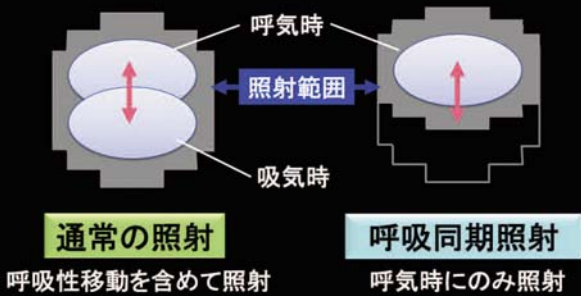 呼気時
照射範囲
吸気時
通常の照射
呼吸同期照射
呼吸性移動を含めて照射
呼気時にのみ照射